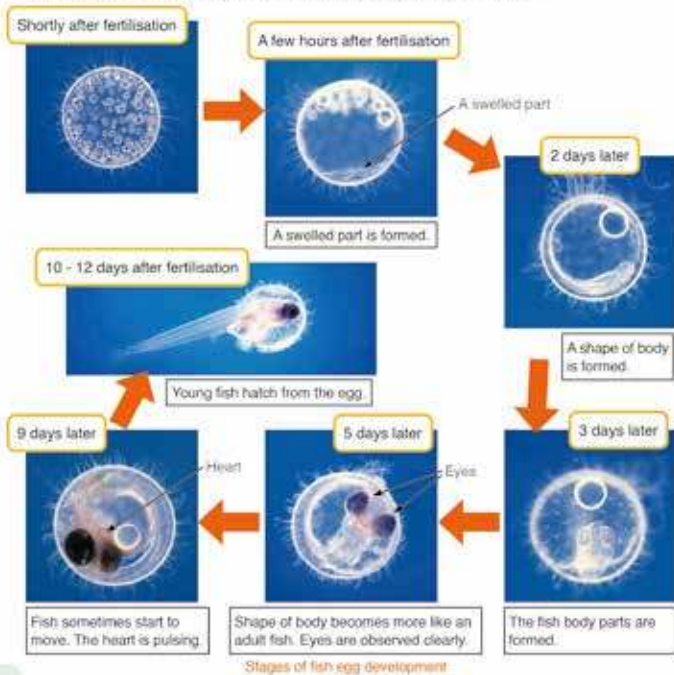 Shortly after fertilisation
A few hours after fertilisation
A swelled part
A swelled part is formed.
2 days later
A shape of body
is formed.
3 days later
The fish body parts are
formed.
5 days later
Eyes
Shape of body becomes more like an
adult fish. Eyes are observed clearly.
9 days later
Heart
Fish sometimes start to
move. The heart is pulsing.
10 - 12 days after fertilisation
Young fish hatch from the egg.
Stages of fish egg development